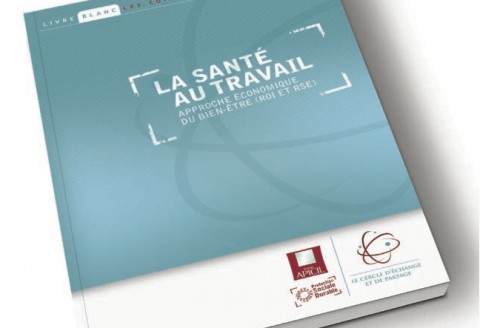 LIVRE BLANC LES
LA SANTÉ
AU TRAVAIL
APPROCHE ÉCONOMIQUE
DU BIEN-ÊTRE (ROI ET RSE)
APICIL
Protection
Sociale
Durable
LE CERCLE D'ÉCHANGE
ET DE PARTAGE